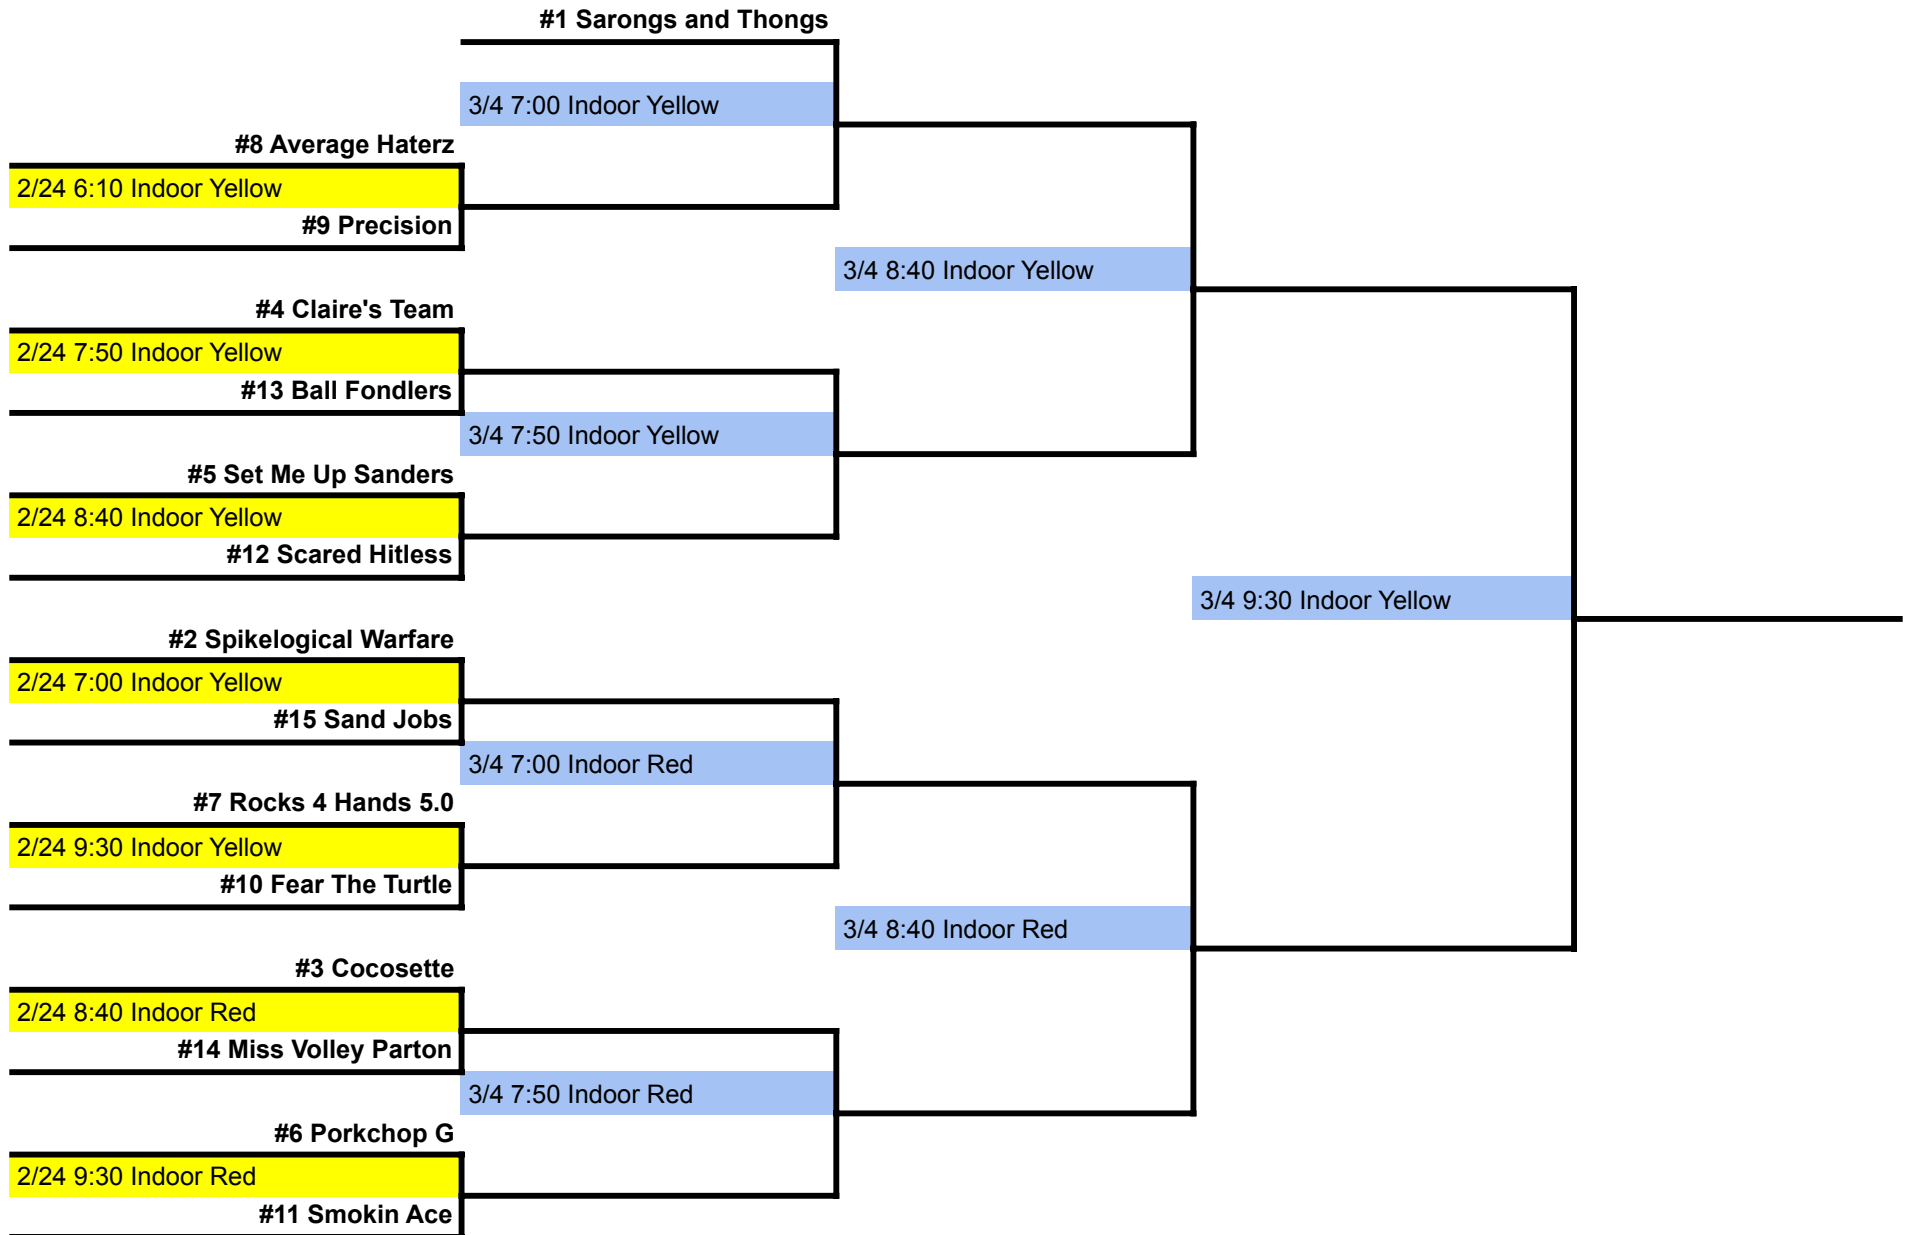 #1 Sarongs and Thongs
3/4 7:00 Indoor Yellow
#8 Average Haterz
2/24 6:10 Indoor Yellow
#9 Precision
3/4 8:40 Indoor Yellow
#4 Claire's Team
2/24 7:50 Indoor Yellow
#13 Ball Fondlers
3/4 7:50 Indoor Yellow
#5 Set Me Up Sanders
2/24 8:40 Indoor Yellow
#12 Scared Hitless
3/4 9:30 Indoor Yellow
#2 Spikelogical Warfare
2/24 7:00 Indoor Yellow
#15 Sand Jobs
3/4 7:00 Indoor Red
#7 Rocks 4 Hands 5.0
2/24 9:30 Indoor Yellow
#10 Fear The Turtle
3/4 8:40 Indoor Red
#3 Cocosette
2/24 8:40 Indoor Red
#14 Miss Volley Parton
3/4 7:50 Indoor Red
#6 Porkchop G
2/24 9:30 Indoor Red
#11 Smokin Ace